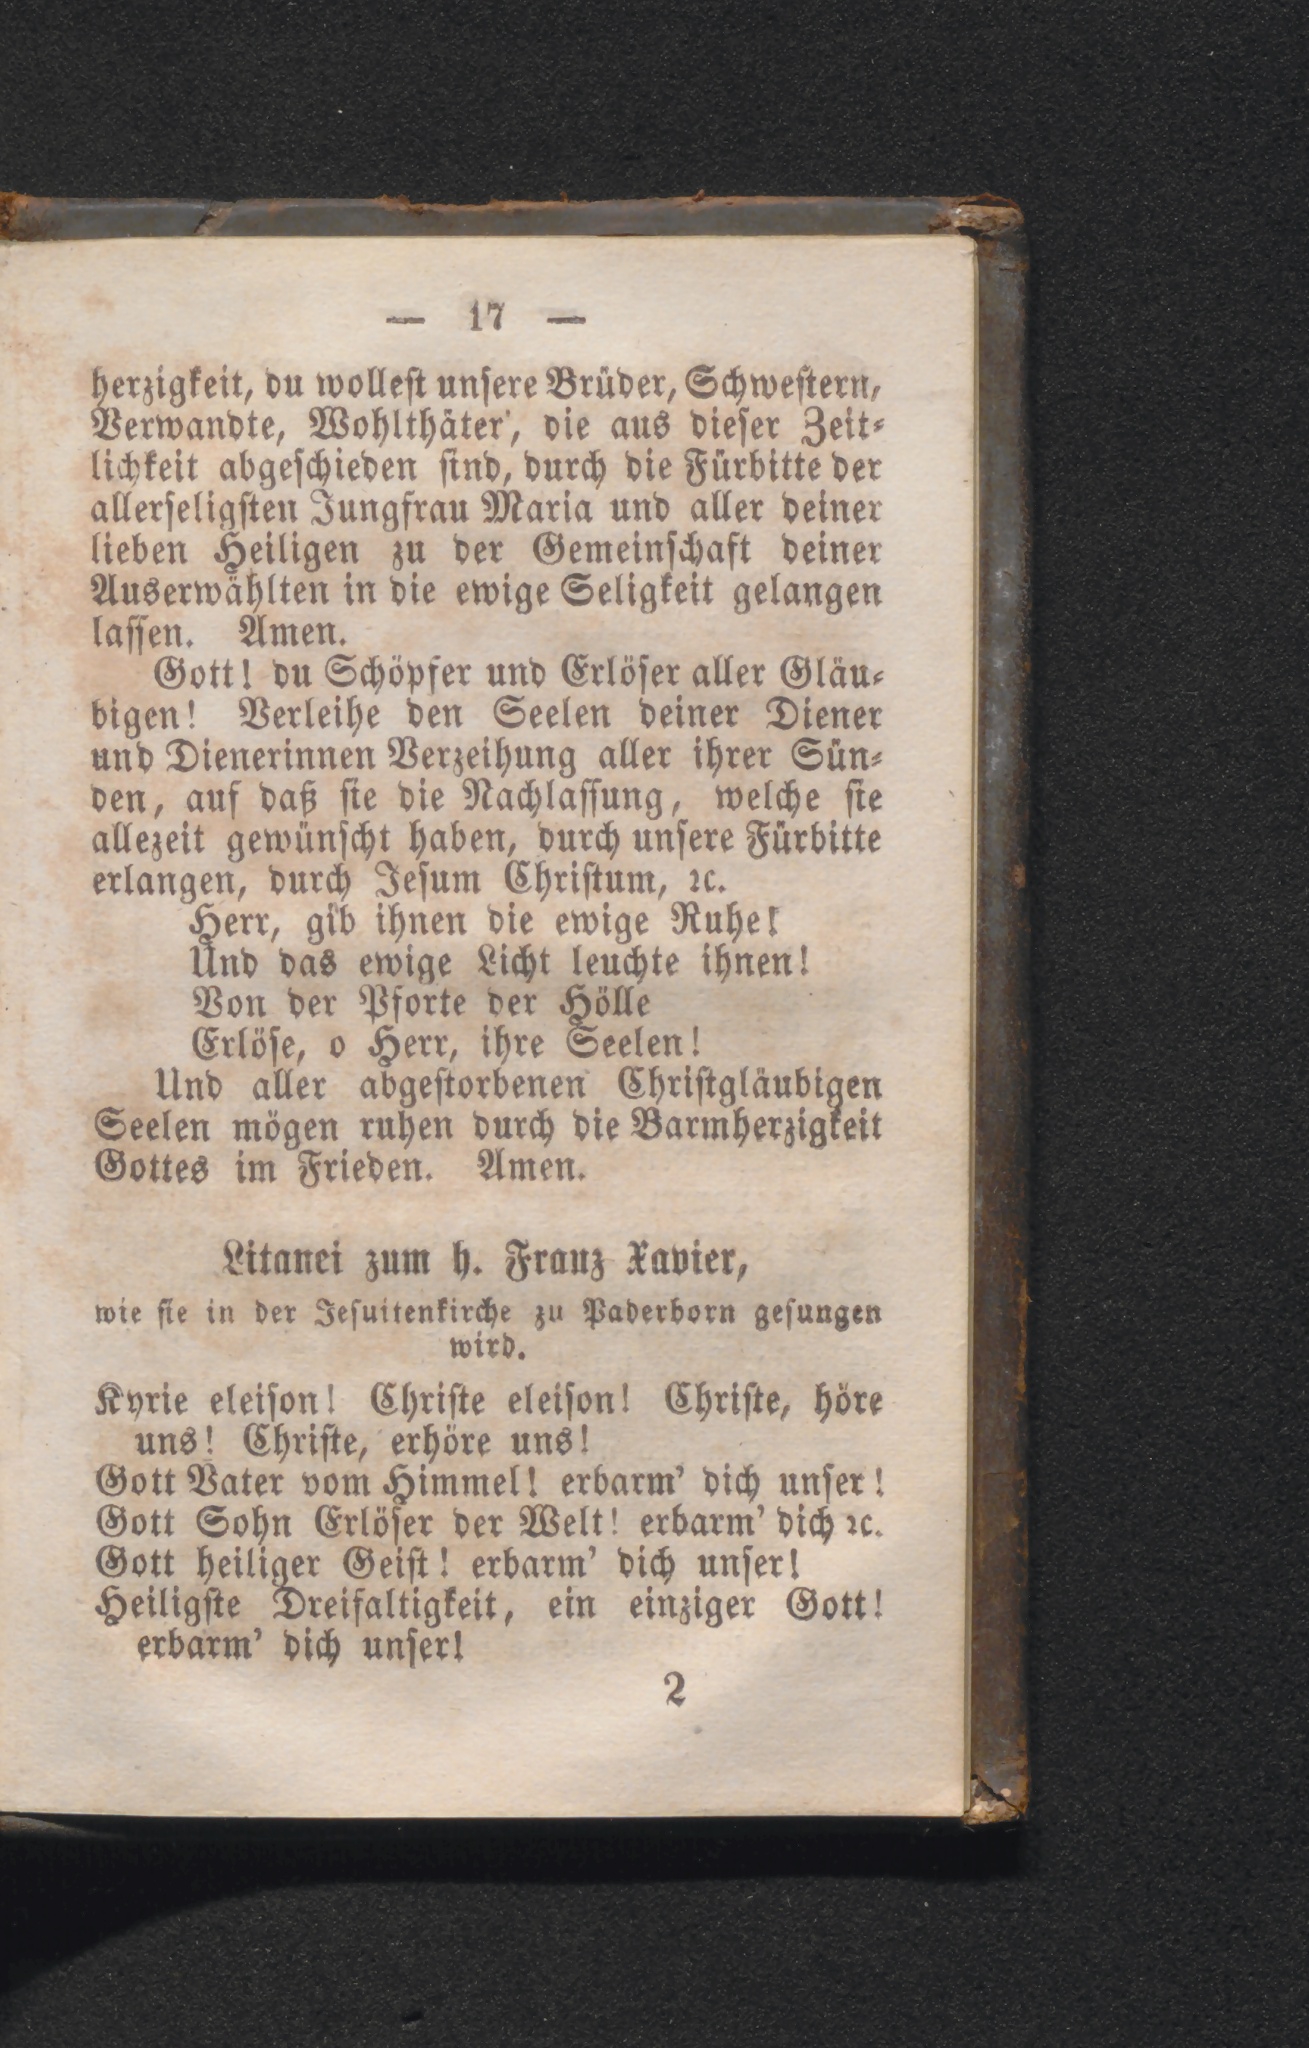 — 17 —
herzigkeit, du wollest unsere Brüder, Schwestern,
Verwandte, Wohlthäter, die aus dieser Zeit-
lichkeit abgeschieden sind, durch die Fürbitte der
allerseligsten Jungfrau Maria und aller deiner
lieben Heiligen zu der Gemeinschaft deiner
Auserwählten in die ewige Seligkeit gelangen
lassen. Amen.
Gott! du Schöpfer und Erlöser aller Gläu-
bigen! Verleihe den Seelen deiner Diener
und Dienerinnen Verzeihung aller ihrer Sün-
den, auf daß sie die Nachlassung, welche sie
allezeit gewünscht haben, durch unsere Fürbitte
erlangen, durch Jesum Christum, ꝛc.
Herr, gib ihnen die ewige Ruhe!
Und das ewige Licht leuchte ihnen!
Von der Pforte der Hölle
Erlöse, o Herr, ihre Seelen!
Und aller abgestorbenen Christgläubigen
Seelen mögen ruhen durch die Barmherzigkeit
Gottes im Frieden. Amen.
Litanei zum h. Franz Xavier,
wie sie in der Jesuitenkirche zu Paderborn gesungen
wird.
Kyrie eleison! Christe eleison! Christe, höre
uns! Christe, erhöre uns!
Gott Vater vom Himmel! erbarm' dich unser!
Gott Sohn Erlöser der Welt! erbarm' dich ꝛc.
Gott heiliger Geist! erbarm' dich unser!
Heiligste Dreifaltigkeit, ein einziger Gott!
erbarm' dich unser!
2